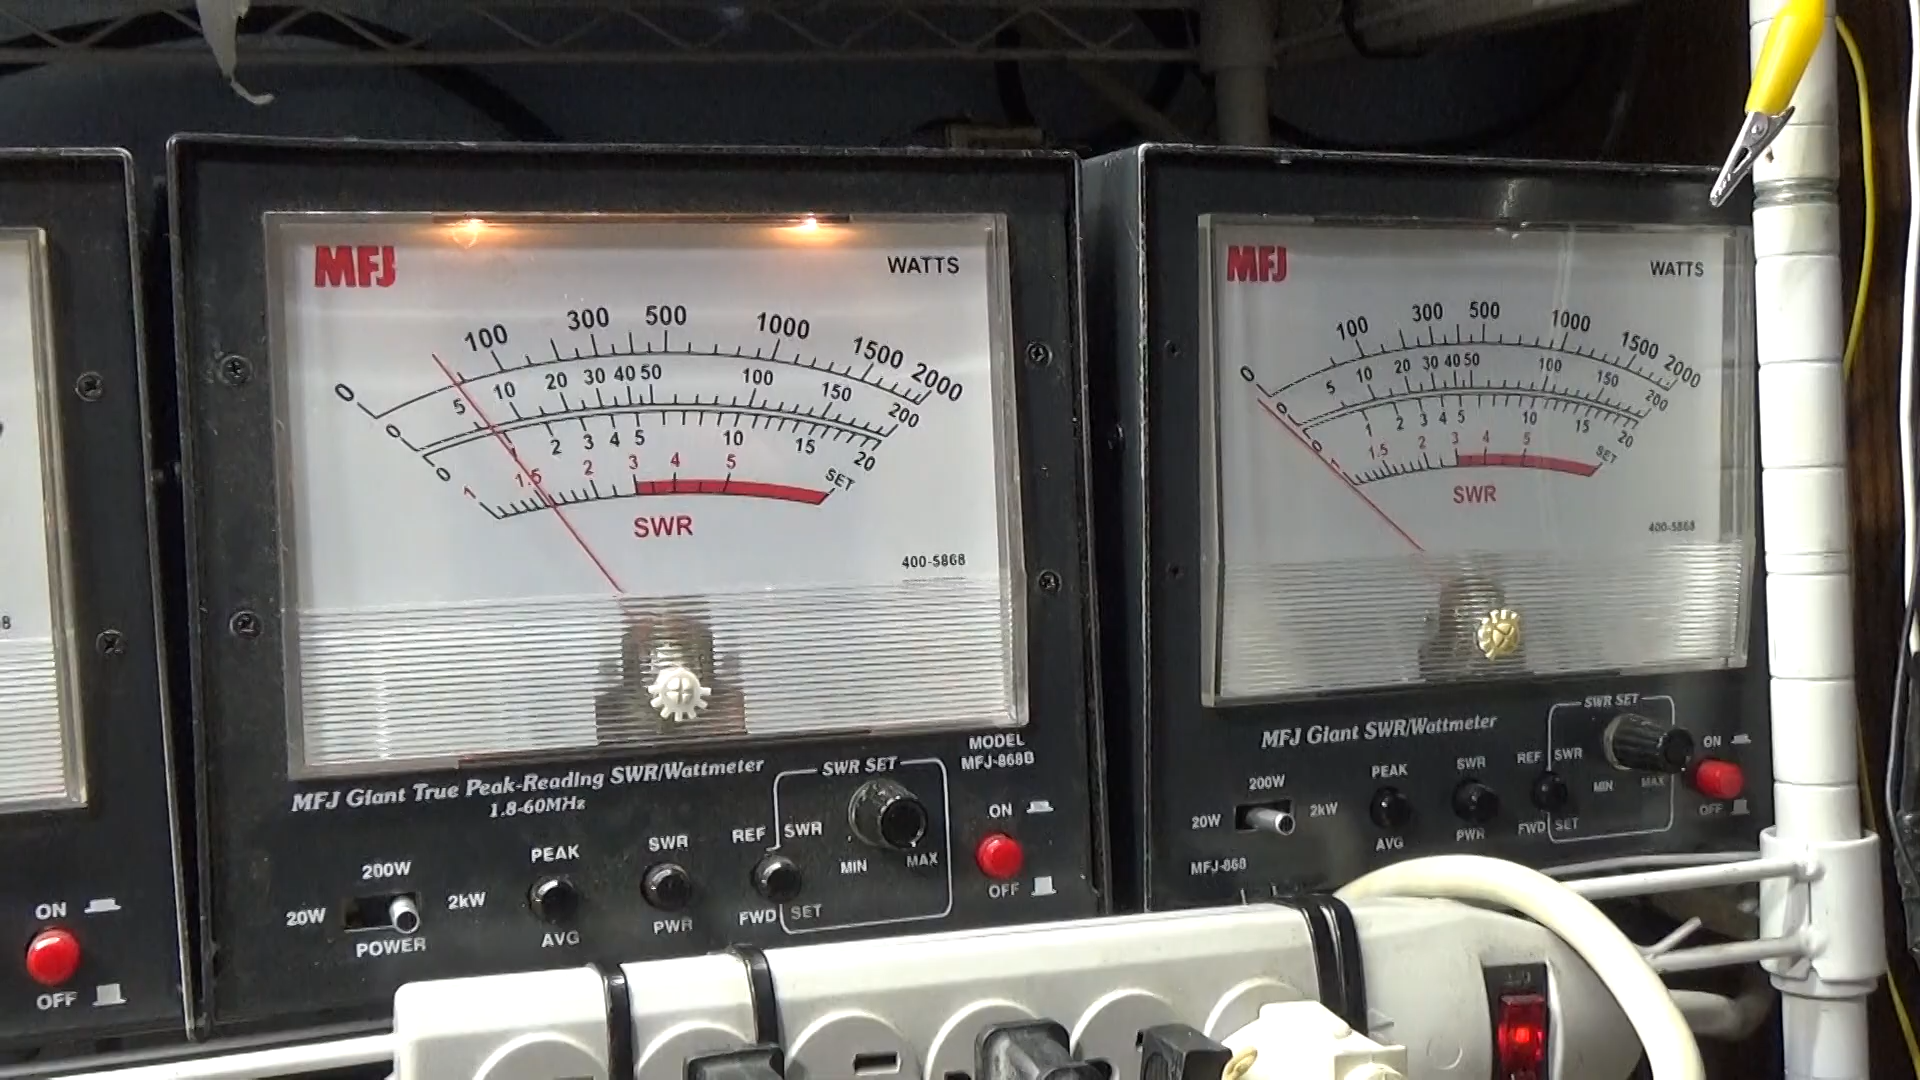 MFJ
WATTS
0 100 300 500 1000 1500 2000
0 5 10 20 30 40 50 100 150 200
0 2 3 4 5 10 15 20
1 1.5 2 3 4 5 SET
SWR
400-5868
MFJ Giant True Peak-Reading SWR/Wattmeter
1.8-60MHz
MODEL
MFJ-868B
SWR SET
200W
20W
2kW
POWER
PEAK
AVG
SWR
PWR
REF SWR
FWD SET
MIN
MAX
ON
OFF
MFJ
WATTS
0 100 300 500 1000 1500 2000
0 5 10 20 30 40 50 100 150 200
0 1 2 3 4 5 10 15 20
1 1.5 2 3 4 5 SET
SWR
400-5868
MFJ Giant SWR/Wattmeter
SWR SET
200W
20W
2kW
MFJ-868
PEAK
AVG
SWR
PWR
REF SWR
FWD SET
MIN
MAX
ON
OFF
8
ON
OFF